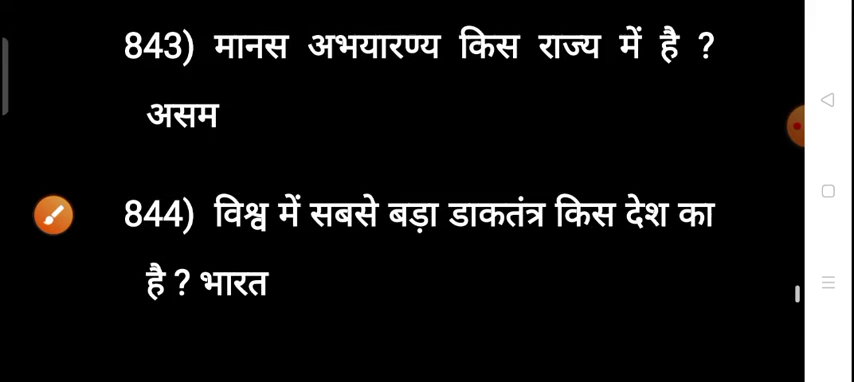 843) मानस अभयारण्य किस राज्य में है ?
असम
844) विश्व में सबसे बड़ा डाकतंत्र किस देश का
है ? भारत